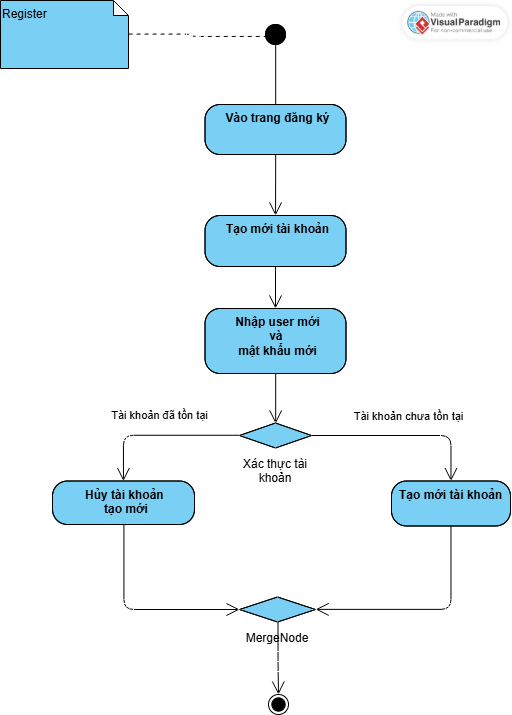 Register
Made with
VisualParadigm
For non-commercial use
Vào trang đăng ký
Tạo mới tài khoản
Nhập user mới
và
mật khẩu mới
Tài khoản đã tồn tại
Tài khoản chưa tồn tại
Xác thực tài
khoản
Hủy tài khoản
tạo mới
Tạo mới tài khoản
MergeNode